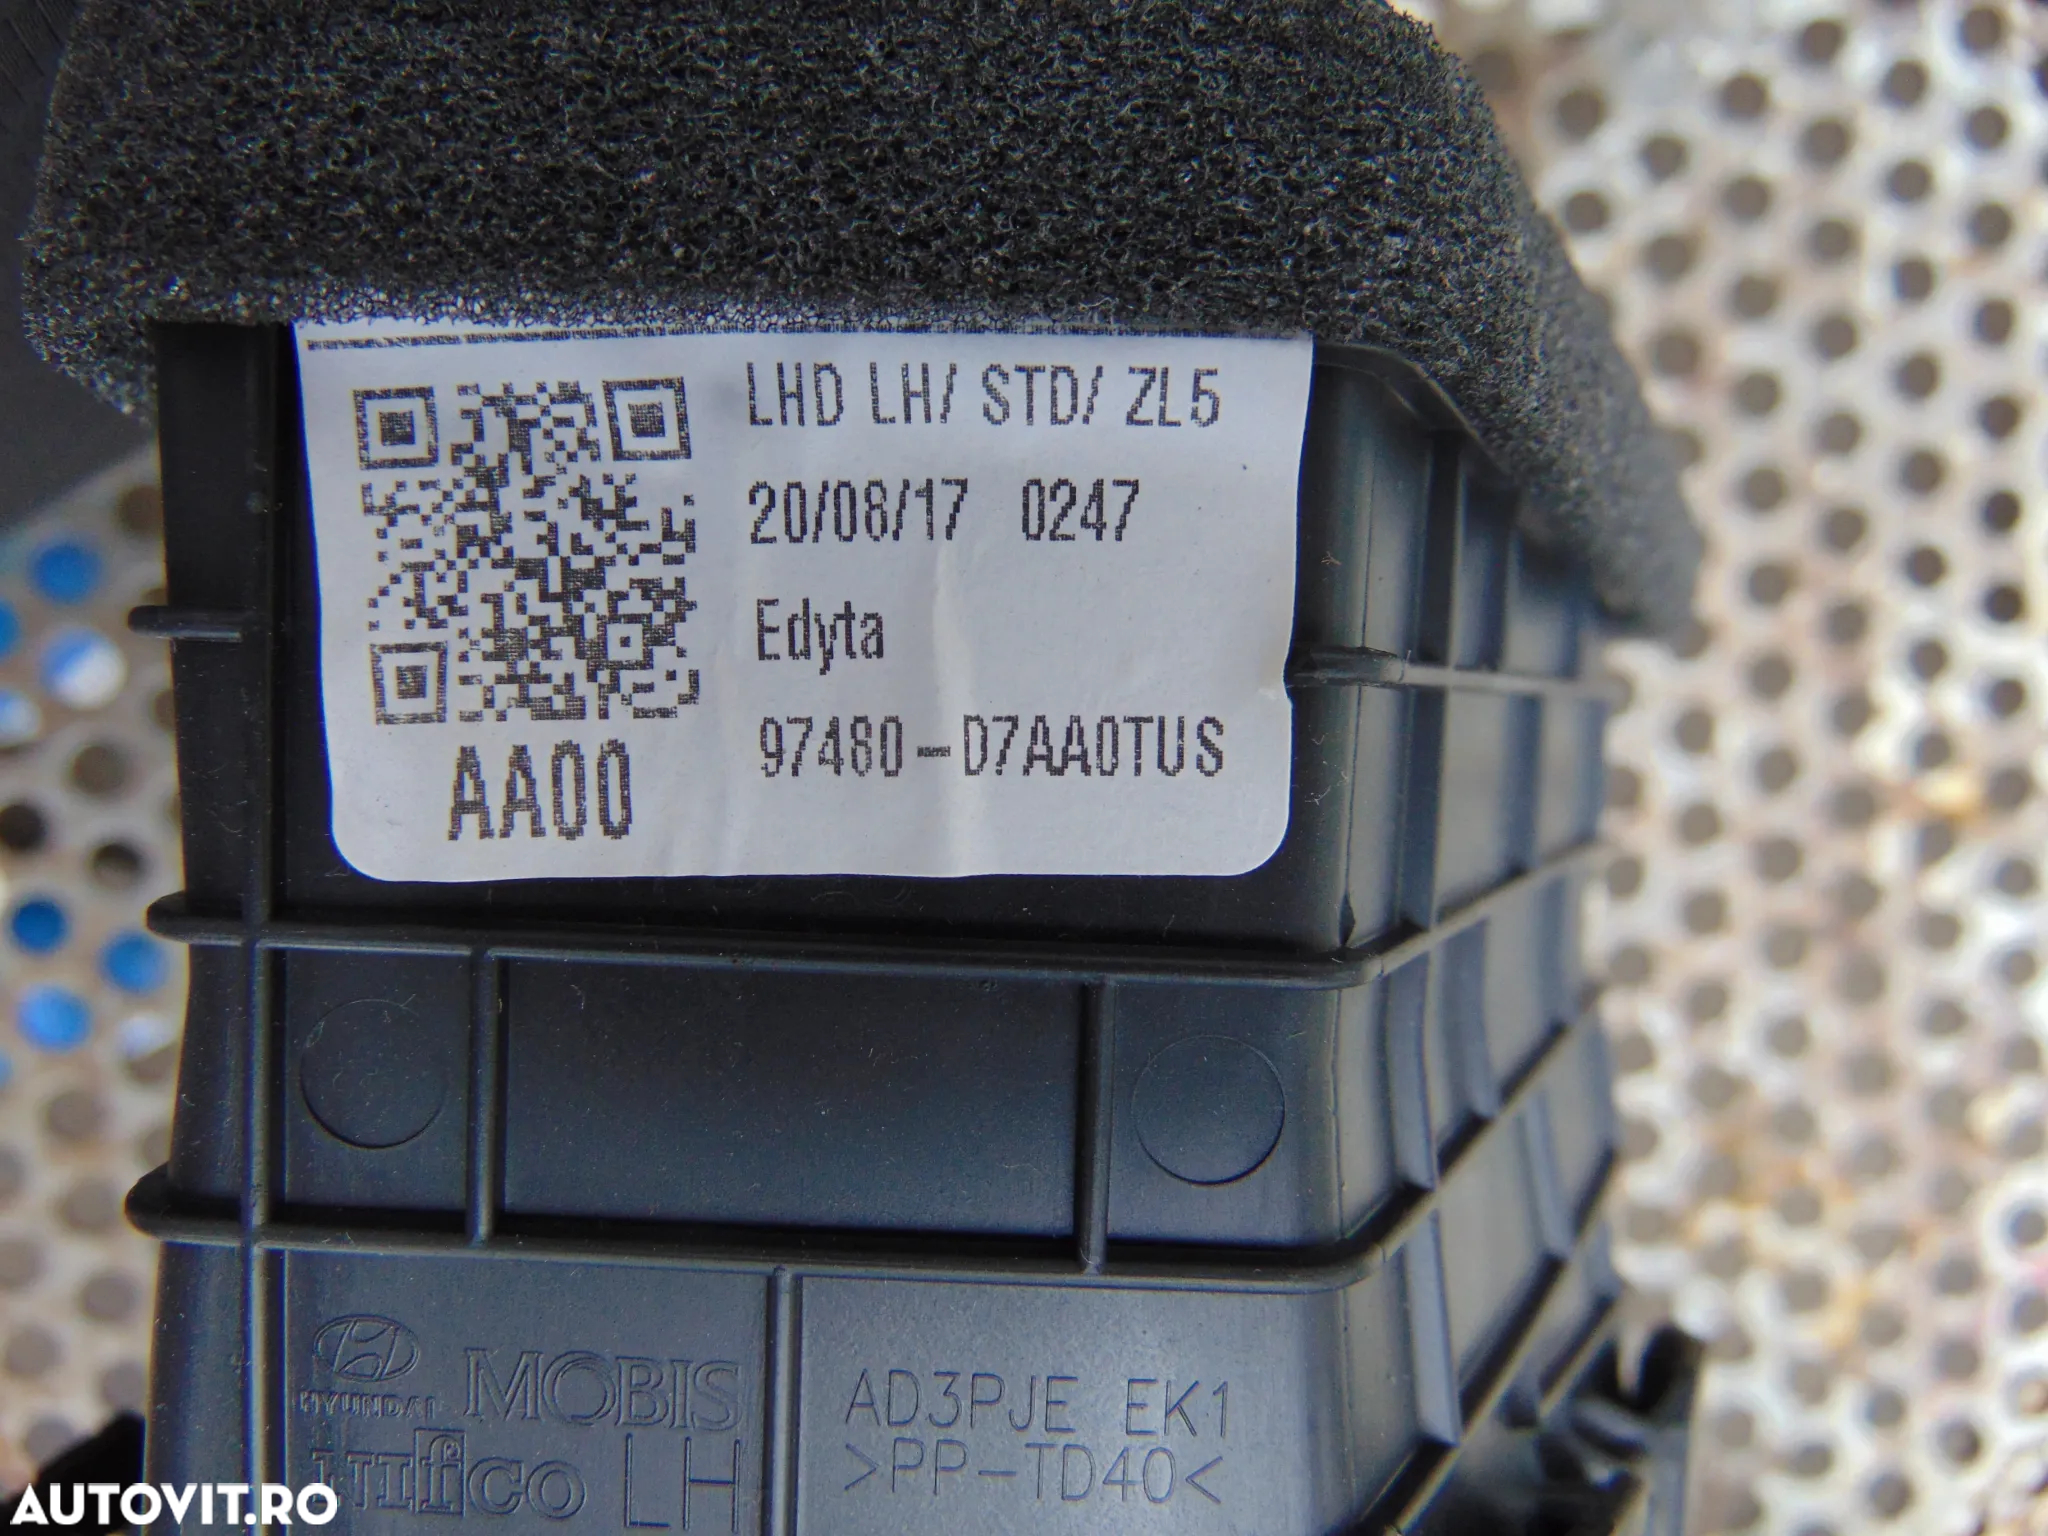 LHD LH/ STD/ ZL5
20/08/17 0247
Edyta
97480-D7AA0TUS
AA00
HYUNDAI MOBIS
nifco LH
AD3PJE EK1
>PP-TD40<
AUTOVIT.RO